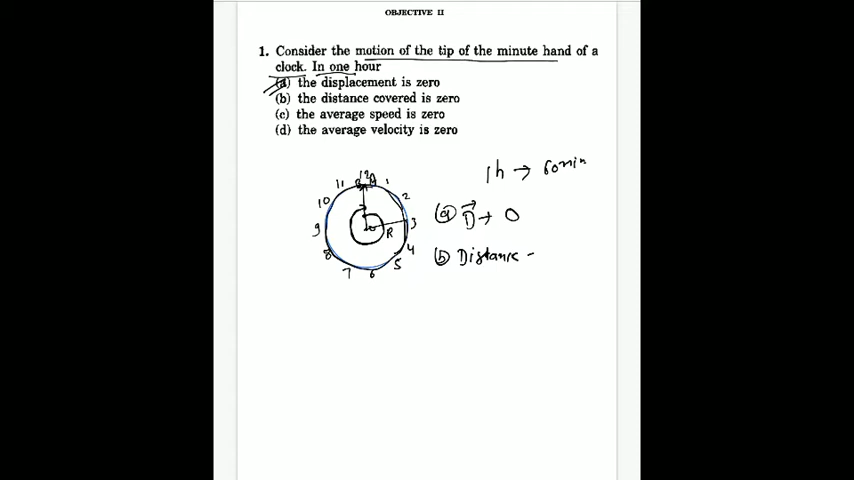 OBJECTIVE II
1. Consider the motion of the tip of the minute hand of a
clock. In one hour
(a) the displacement is zero
(b) the distance covered is zero
(c) the average speed is zero
(d) the average velocity is zero
1h → 60 min
12
11
B A
1
10
2
(a) D → 0
9
3
R
8
4
(b) Distance -
7
6
5